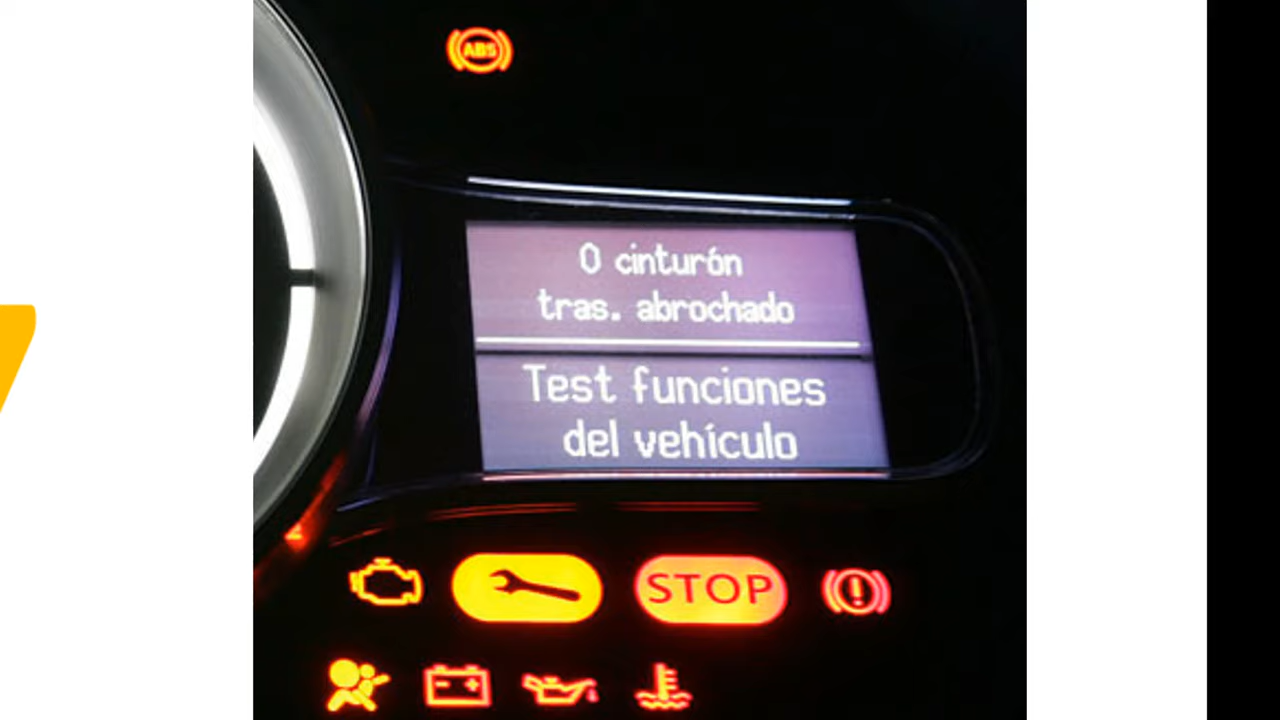 ABS
0 cinturón
tras. abrochado
Test funciones
del vehículo
STOP